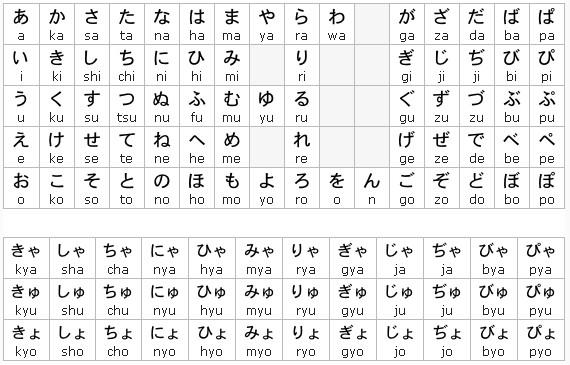 あ か さ た な は ま や ら わ が ざ だ ば ぱ
a ka sa ta na ha ma ya ra wa ga za da ba pa
い き し ち に ひ み り ぎ じ ぢ び ぴ
i ki shi chi ni hi mi ri gi ji ji bi pi
う く す つ ぬ ふ む ゆ る ぐ ず づ ぶ ぷ
u ku su tsu nu fu mu yu ru gu zu zu bu pu
え け せ て ね へ め れ げ ぜ で べ ぺ
e ke se te ne he me re ge ze de be pe
お こ そ と の ほ も よ ろ を ん ご ぞ ど ぼ ぽ
o ko so to no ho mo yo ro o n go zo do bo po
きゃ しゃ ちゃ にゃ ひゃ みゃ りゃ ぎゃ じゃ ぢゃ びゃ ぴゃ
kya sha cha nya hya mya rya gya ja ja bya pya
きゅ しゅ ちゅ にゅ ひゅ みゅ りゅ ぎゅ じゅ ぢゅ びゅ ぴゅ
kyu shu chu nyu hyu myu ryu gyu ju ju byu pyu
きょ しょ ちょ にょ ひょ みょ りょ ぎょ じょ ぢょ びょ ぴょ
kyo sho cho nyo hyo myo ryo gyo jo jo byo pyo